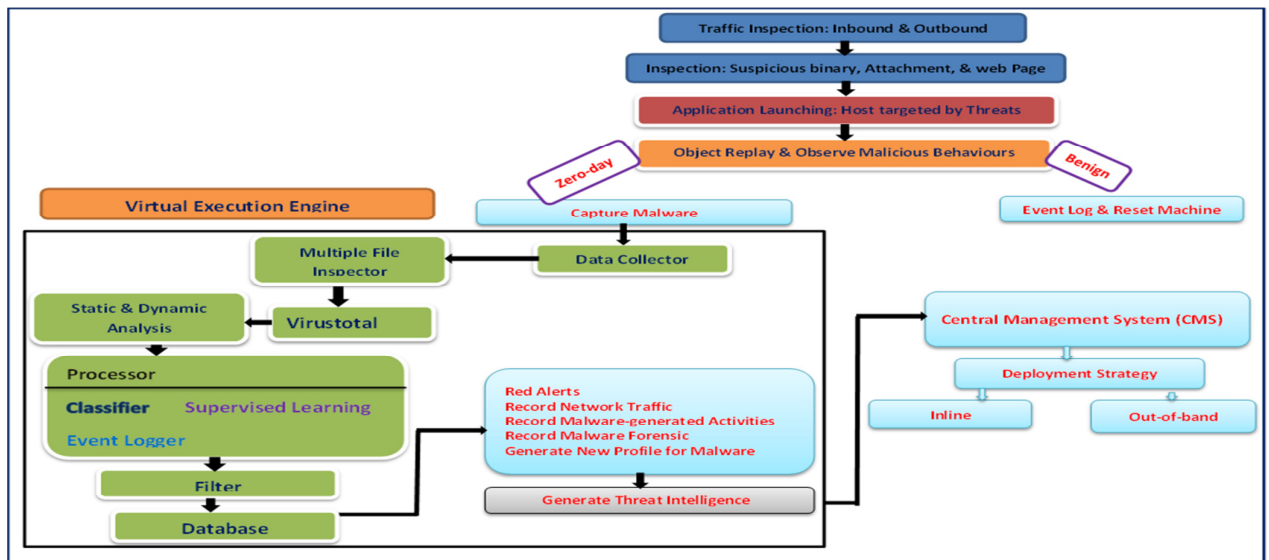 Traffic Inspection: Inbound & Outbound
Inspection: Suspicious binary, Attachment, & web Page
Application Launching: Host targeted by Threats
Object Replay & Observe Malicious Behaviours
Zero-day
Benign
Virtual Execution Engine
Capture Malware
Event Log & Reset Machine
Multiple File
Inspector
Data Collector
Static & Dynamic
Analysis
Virustotal
Central Management System (CMS)
Processor
Deployment Strategy
Classifier Supervised Learning
Event Logger
Red Alerts
Record Network Traffic
Record Malware-generated Activities
Record Malware Forensic
Generate New Profile for Malware
Inline
Out-of-band
Filter
Generate Threat Intelligence
Database